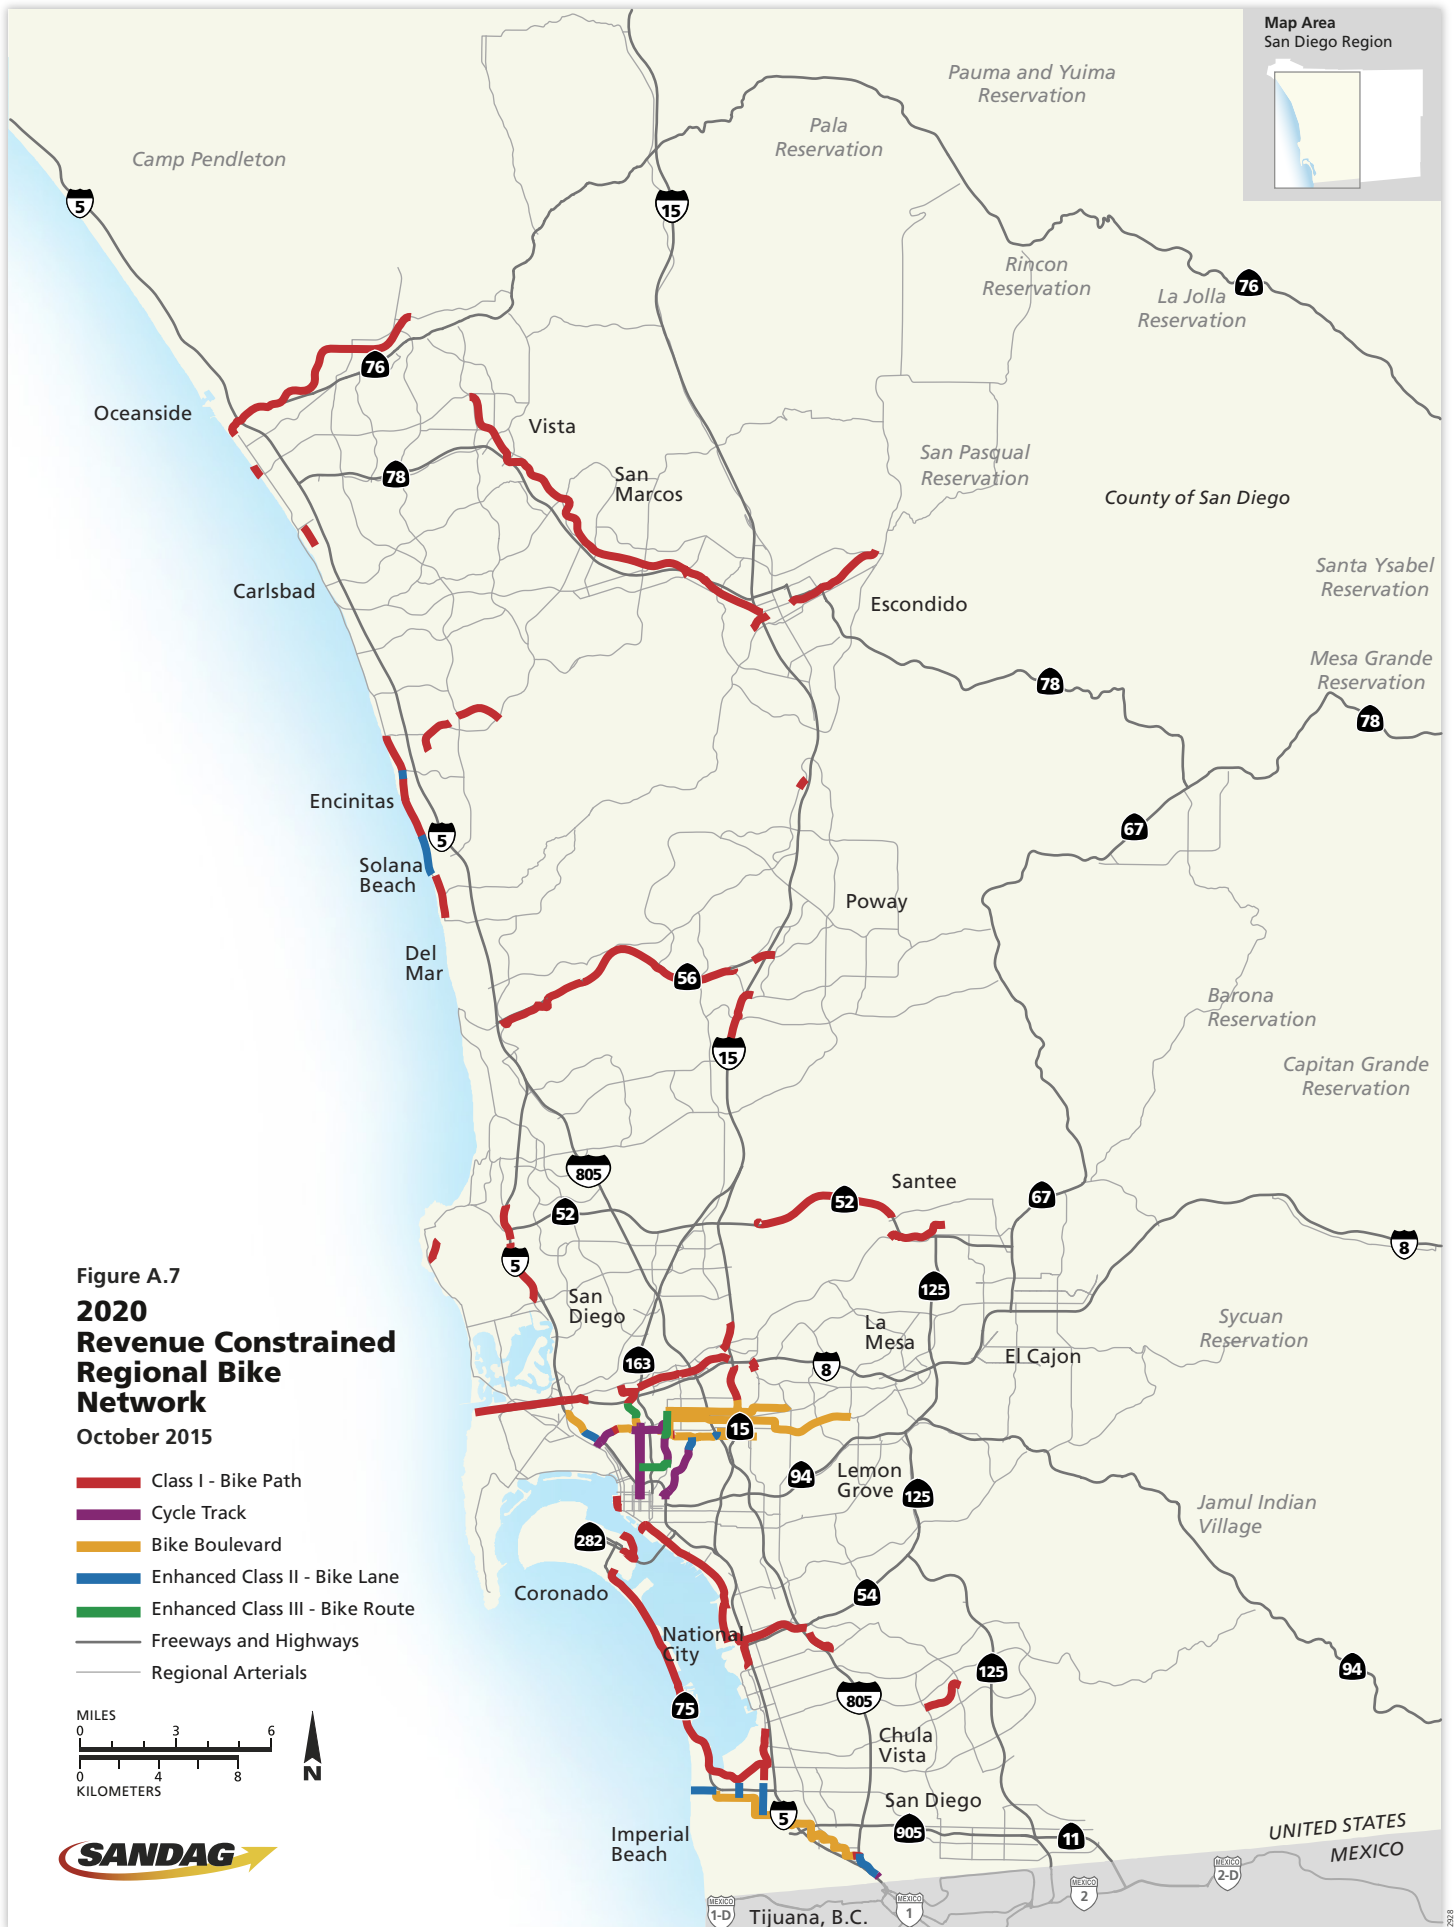 Map Area
San Diego Region
Pauma and Yuima
Reservation
Pala
Reservation
Camp Pendleton
5
15
Rincon
Reservation
La Jolla
Reservation
76
76
Oceanside
Vista
78
San
Marcos
San Pasqual
Reservation
County of San Diego
Santa Ysabel
Reservation
Carlsbad
Escondido
Mesa Grande
Reservation
78
78
Encinitas
5
67
Solana
Beach
Poway
Del
Mar
56
Barona
Reservation
15
Capitan Grande
Reservation
805
52
52
Santee
67
5
8
125
San
Diego
La
Mesa
Sycuan
Reservation
163
8
El Cajon
15
94
Lemon
Grove
125
Jamul Indian
Village
282
Coronado
54
National
City
125
94
75
805
Chula
Vista
San Diego
5
905
11
Imperial
Beach
UNITED STATES
MEXICO
MEXICO
2-D
MEXICO
2
MEXICO
1-D
MEXICO
1
Tijuana, B.C.
Figure A.7
2020
Revenue Constrained
Regional Bike
Network
October 2015
Class I - Bike Path
Cycle Track
Bike Boulevard
Enhanced Class II - Bike Lane
Enhanced Class III - Bike Route
Freeways and Highways
Regional Arterials
MILES
0 3 6
0 4 8
KILOMETERS
N
SANDAG